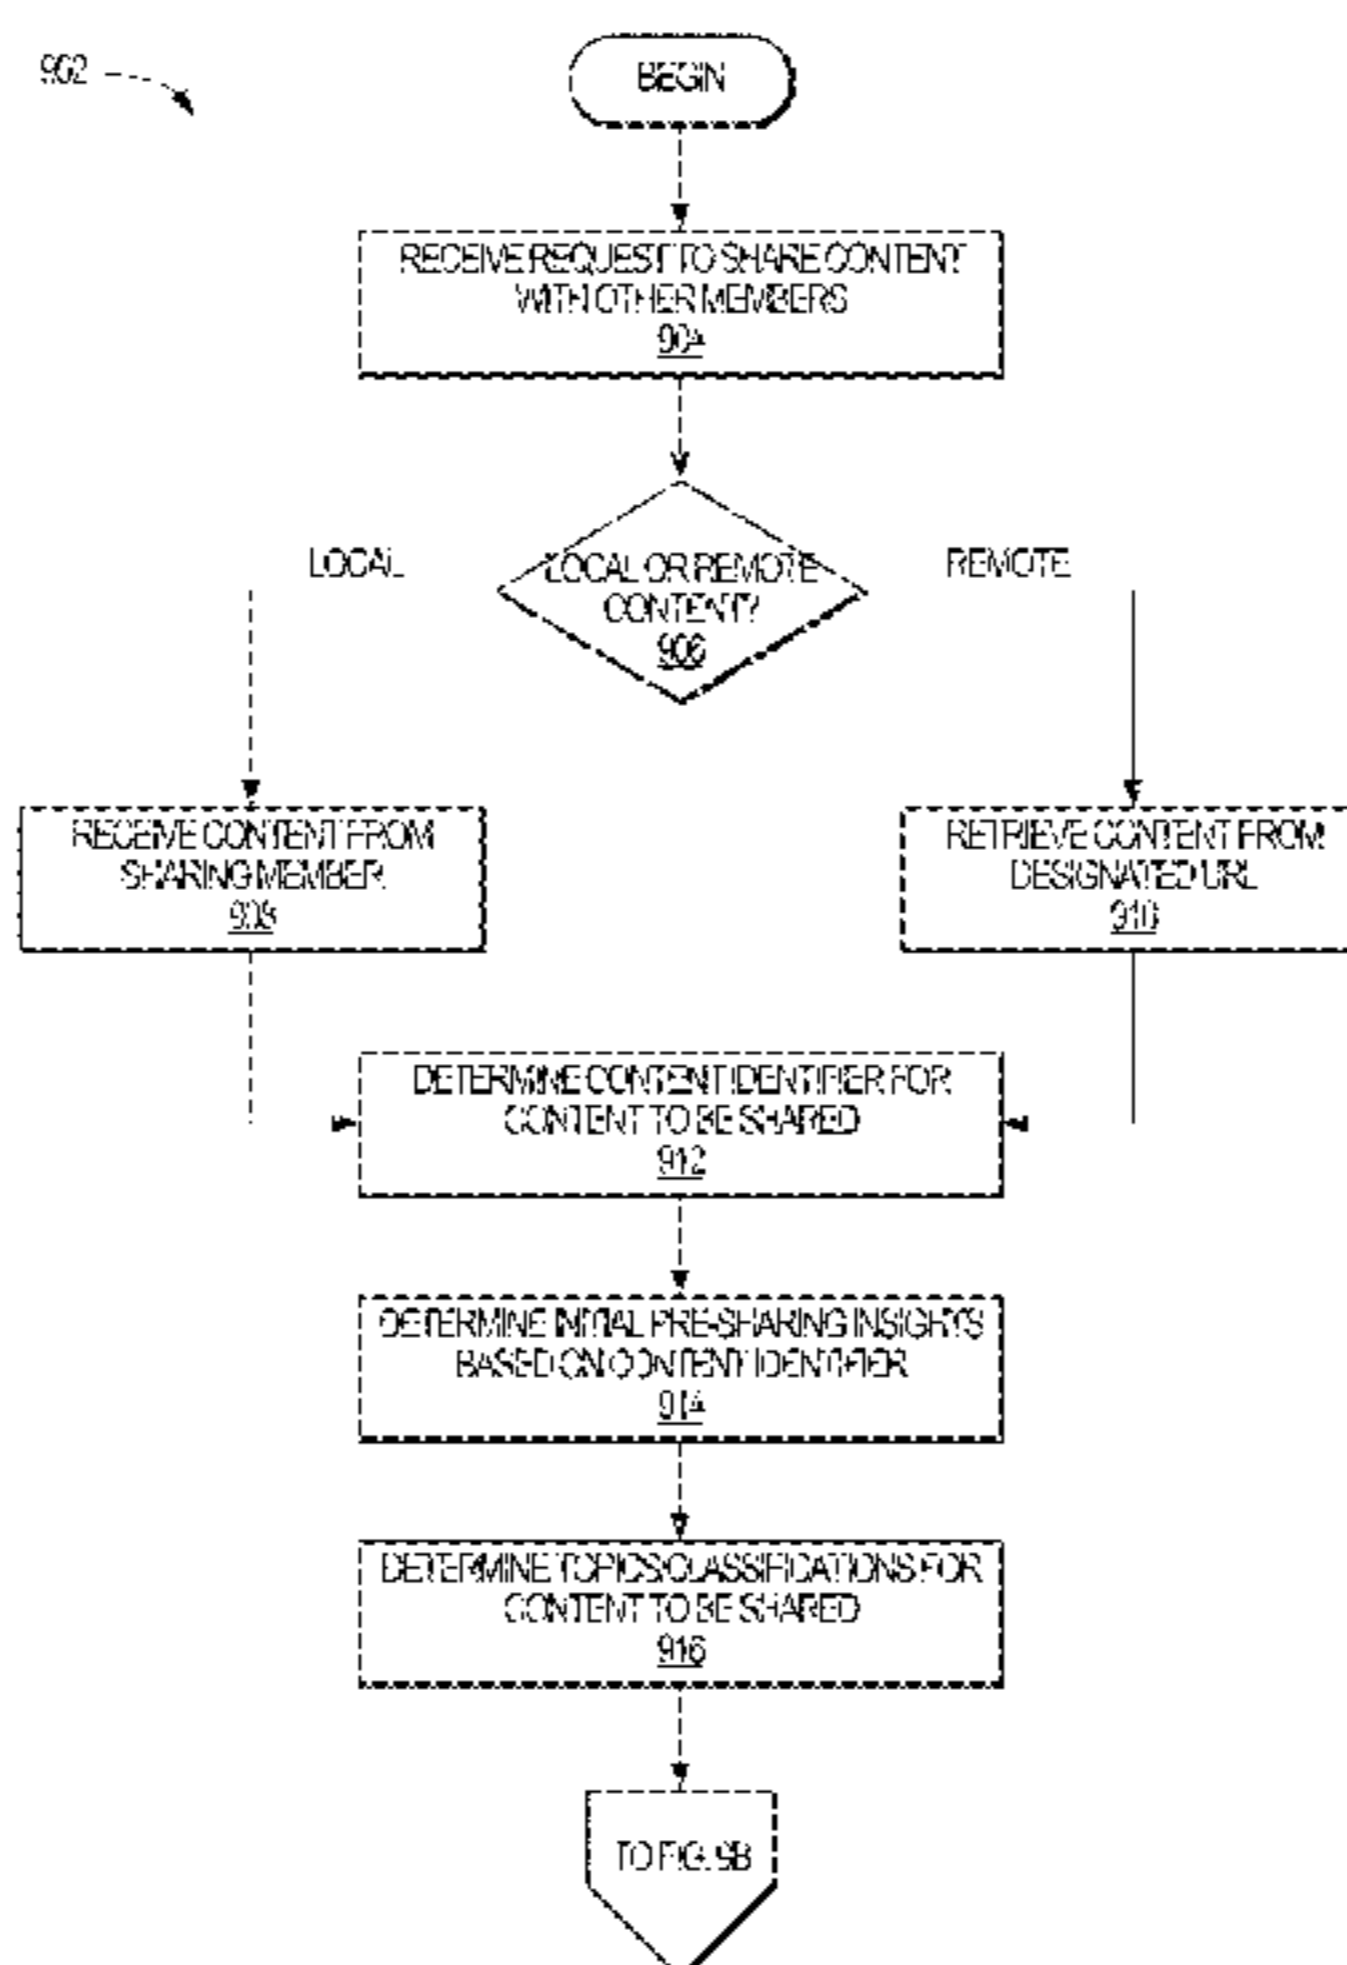 902
BEGIN
RECEIVE REQUEST TO SHARE CONTENT
WITH OTHER MEMBERS
904
LOCAL
LOCAL OR REMOTE
CONTENT?
906
REMOTE
RECEIVE CONTENT FROM
SHARING MEMBER
908
RETRIEVE CONTENT FROM
DESIGNATED URL
910
DETERMINE CONTENT IDENTIFIER FOR
CONTENT TO BE SHARED
912
DETERMINE INITIAL PRE-SHARING INSIGHTS
BASED ON CONTENT IDENTIFIER
914
DETERMINE TOPICS/CLASSIFICATIONS FOR
CONTENT TO BE SHARED
916
TO FIG. 9B